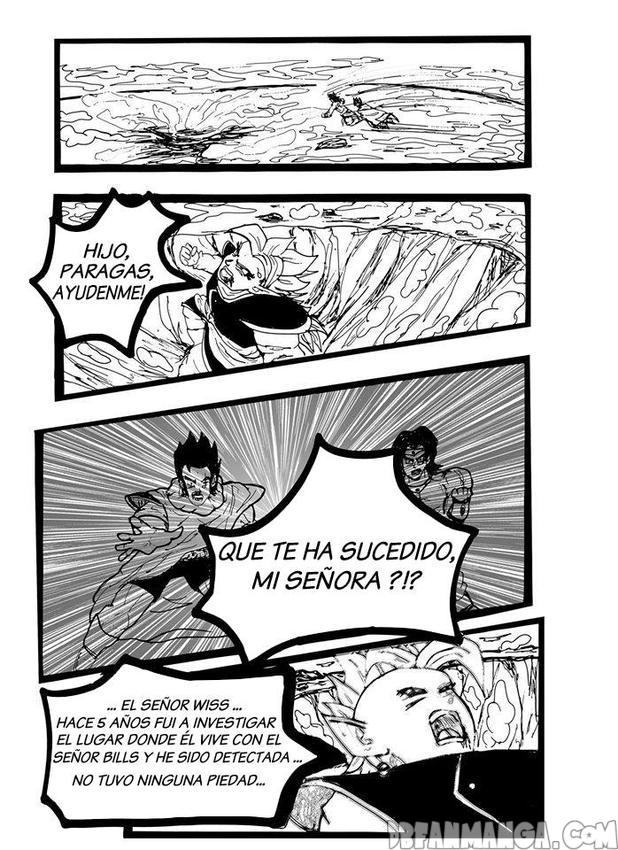 HIJO,
PARAGAS,
AYUDENME!
QUE TE HA SUCEDIDO,
MI SEÑORA ?!?
... EL SEÑOR WISS ...
HACE 5 AÑOS FUI A INVESTIGAR
EL LUGAR DONDE ÉL VIVE CON EL
SEÑOR BILLS Y HE SIDO DETECTADA ...
NO TUVO NINGUNA PIEDAD...
DBFANMANGA.COM